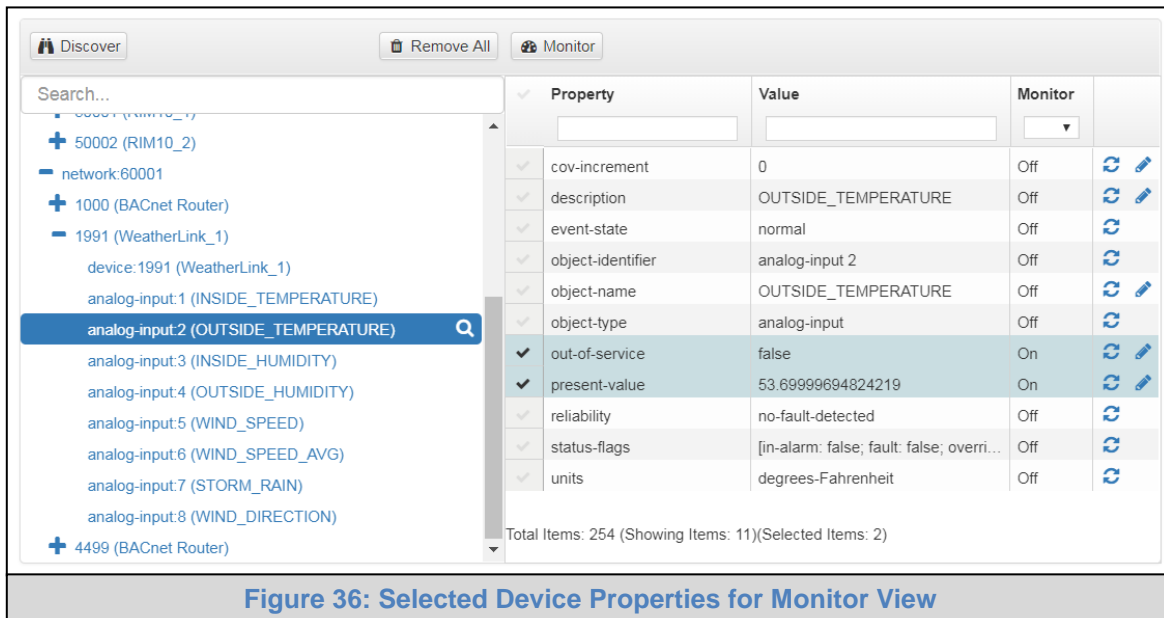 Discover Remove All Monitor
Search...
50002 (RIM10_2)
network:60001
1000 (BACnet Router)
1991 (WeatherLink_1)
device:1991 (WeatherLink_1)
analog-input:1 (INSIDE_TEMPERATURE)
analog-input:2 (OUTSIDE_TEMPERATURE)
analog-input:3 (INSIDE_HUMIDITY)
analog-input:4 (OUTSIDE_HUMIDITY)
analog-input:5 (WIND_SPEED)
analog-input:6 (WIND_SPEED_AVG)
analog-input:7 (STORM_RAIN)
analog-input:8 (WIND_DIRECTION)
4499 (BACnet Router)
Property Value Monitor
cov-increment 0 Off
description OUTSIDE_TEMPERATURE Off
event-state normal Off
object-identifier analog-input 2 Off
object-name OUTSIDE_TEMPERATURE Off
object-type analog-input Off
out-of-service false On
present-value 53.69999694824219 On
reliability no-fault-detected Off
status-flags [in-alarm: false; fault: false; overri... Off
units degrees-Fahrenheit Off
Total Items: 254 (Showing Items: 11)(Selected Items: 2)
Figure 36: Selected Device Properties for Monitor View